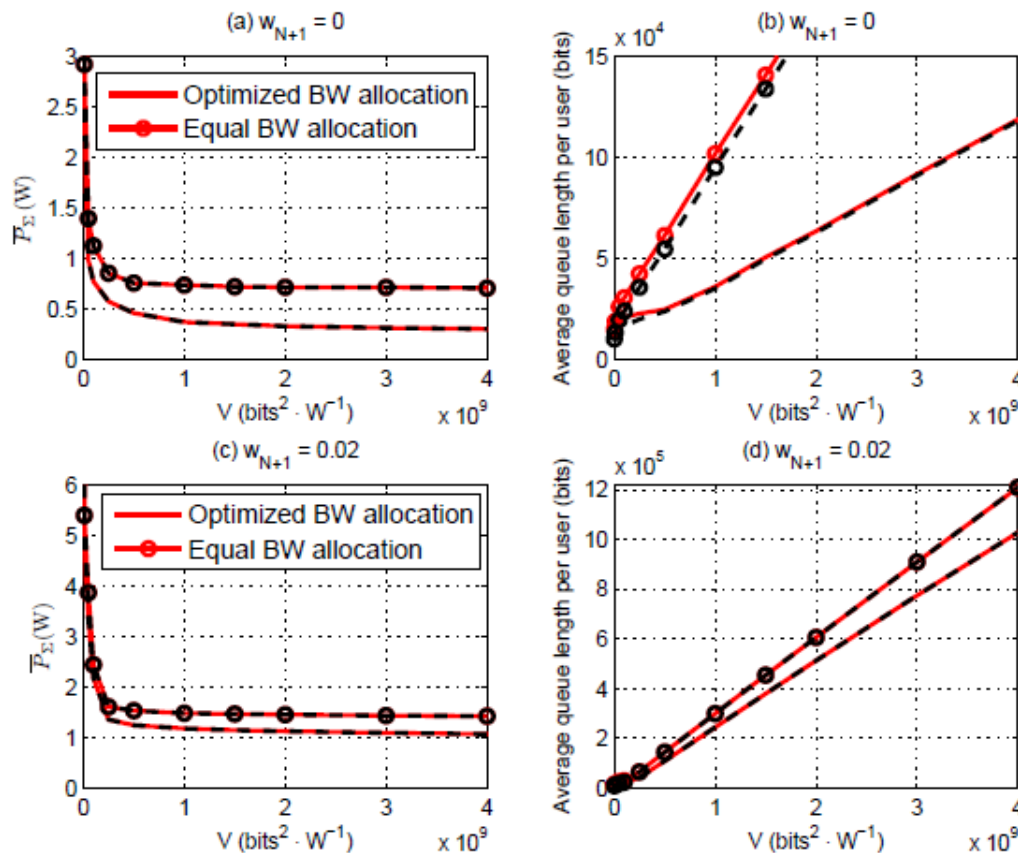 (a) w_{N+1} = 0
3
2.5
2
1.5
1
0.5
0
P̅_Σ (W)
Optimized BW allocation
Equal BW allocation
0 1 2 3 4
V (bits² · W⁻¹) x 10⁹
(b) w_{N+1} = 0
x 10⁴
15
10
5
0
Average queue length per user (bits)
0 1 2 3 4
V (bits² · W⁻¹) x 10⁹
(c) w_{N+1} = 0.02
6
5
4
3
2
1
0
P̅_Σ (W)
Optimized BW allocation
Equal BW allocation
0 1 2 3 4
V (bits² · W⁻¹) x 10⁹
(d) w_{N+1} = 0.02
x 10⁵
12
10
8
6
4
2
0
Average queue length per user (bits)
0 1 2 3 4
V (bits² · W⁻¹) x 10⁹